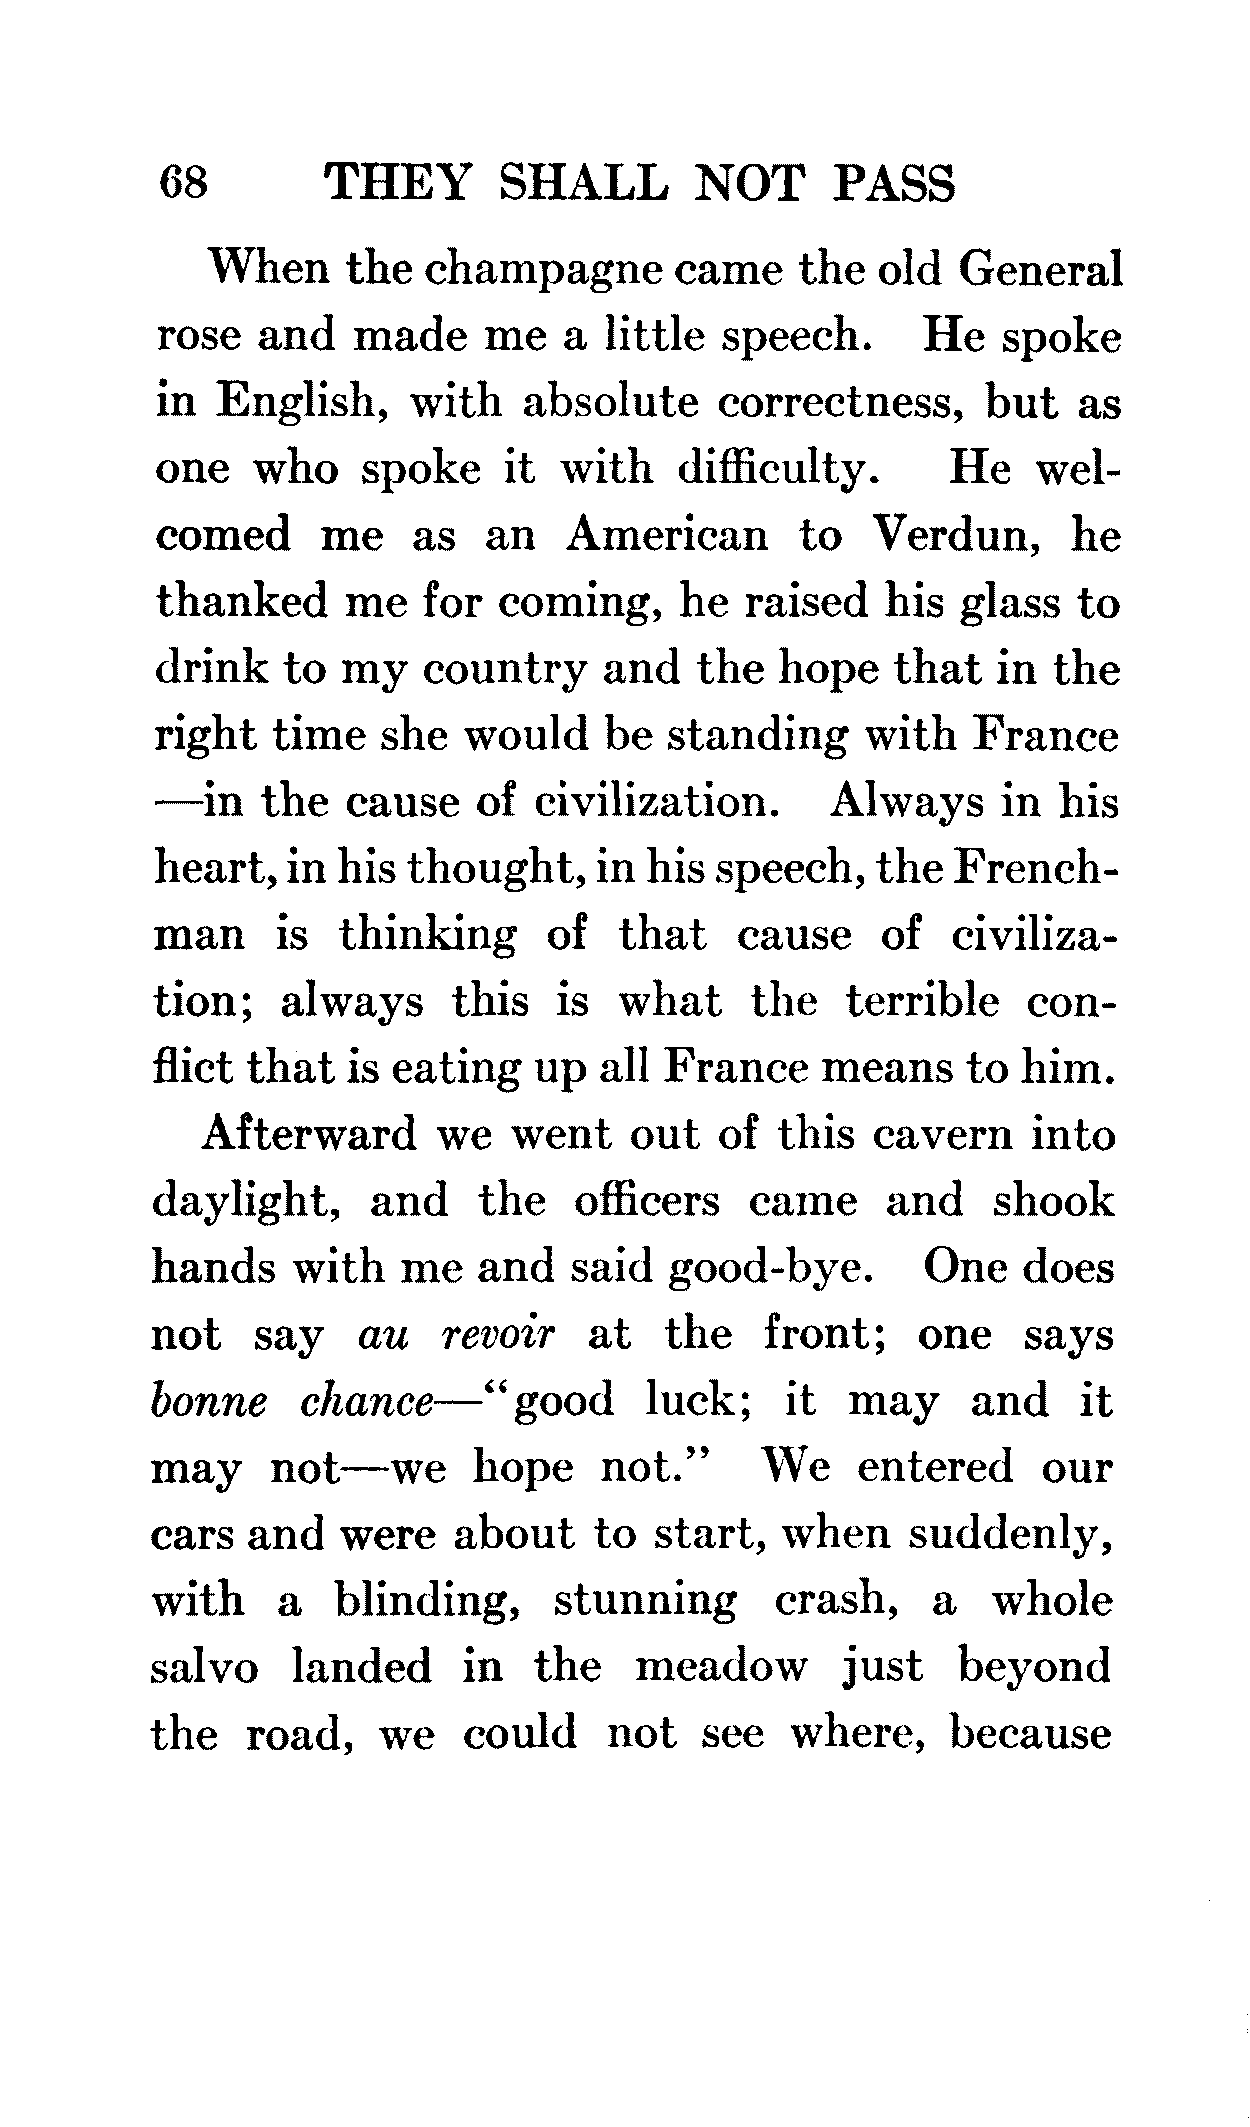 68 THEY SHALL NOT PASS
When the champagne came the old General
rose and made me a little speech. He spoke
in English, with absolute correctness, but as
one who spoke it with difficulty. He wel-
comed me as an American to Verdun, he
thanked me for coming, he raised his glass to
drink to my country and the hope that in the
right time she would be standing with France
—in the cause of civilization. Always in his
heart, in his thought, in his speech, the French-
man is thinking of that cause of civiliza-
tion; always this is what the terrible con-
flict that is eating up all France means to him.
Afterward we went out of this cavern into
daylight, and the officers came and shook
hands with me and said good-bye. One does
not say au revoir at the front; one says
bonne chance—“good luck; it may and it
may not—we hope not.” We entered our
cars and were about to start, when suddenly,
with a blinding, stunning crash, a whole
salvo landed in the meadow just beyond
the road, we could not see where, because